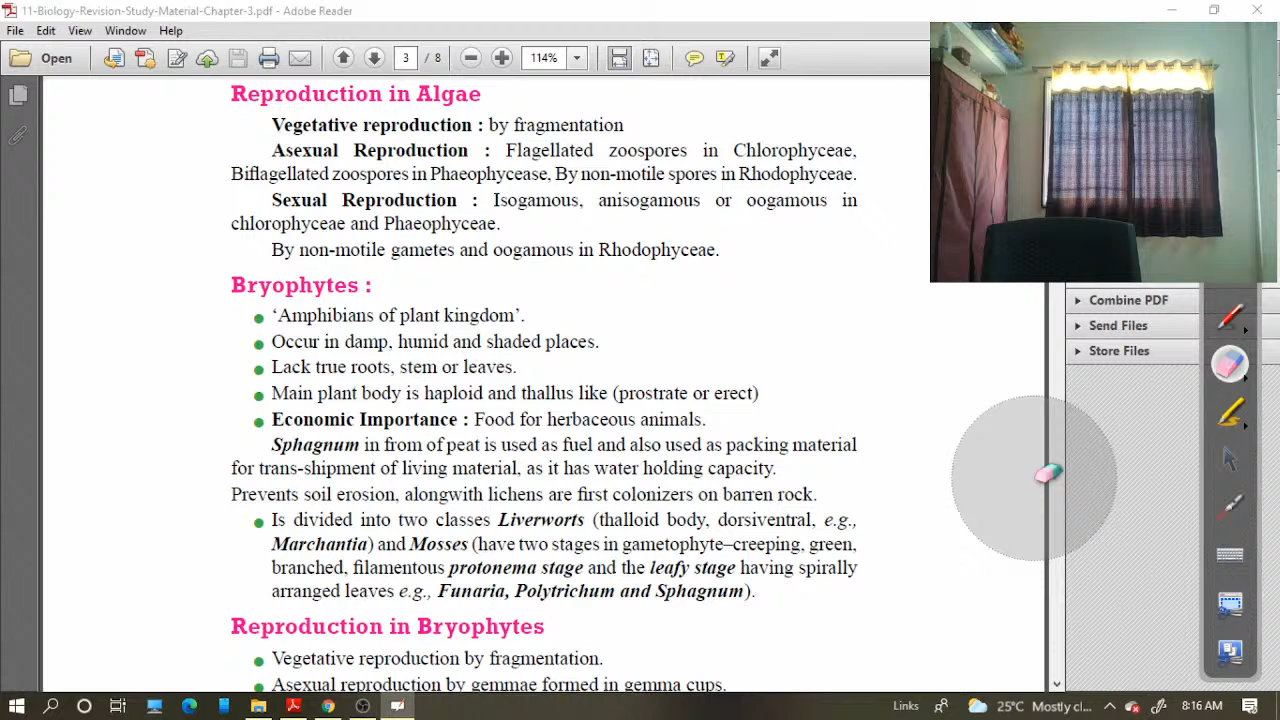 11-Biology-Revision-Study-Material-Chapter-3.pdf - Adobe Reader
File Edit View Window Help
Open 3 / 8 114%
Reproduction in Algae
Vegetative reproduction : by fragmentation
Asexual Reproduction : Flagellated zoospores in Chlorophyceae,
Biflagellated zoospores in Phaeophycease, By non-motile spores in Rhodophyceae.
Sexual Reproduction : Isogamous, anisogamous or oogamous in
chlorophyceae and Phaeophyceae.
By non-motile gametes and oogamous in Rhodophyceae.
Bryophytes :
‘Amphibians of plant kingdom’.
Occur in damp, humid and shaded places.
Lack true roots, stem or leaves.
Main plant body is haploid and thallus like (prostrate or erect)
Economic Importance : Food for herbaceous animals.
Sphagnum in from of peat is used as fuel and also used as packing material
for trans-shipment of living material, as it has water holding capacity.
Prevents soil erosion, alongwith lichens are first colonizers on barren rock.
Is divided into two classes Liverworts (thalloid body, dorsiventral, e.g.,
Marchantia) and Mosses (have two stages in gametophyte–creeping, green,
branched, filamentous protonema stage and the leafy stage having spirally
arranged leaves e.g., Funaria, Polytrichum and Sphagnum).
Reproduction in Bryophytes
Vegetative reproduction by fragmentation.
Asexual reproduction by gemmae formed in gemma cups.
Combine PDF
Send Files
Store Files
Links 25°C Mostly cl... 8:16 AM